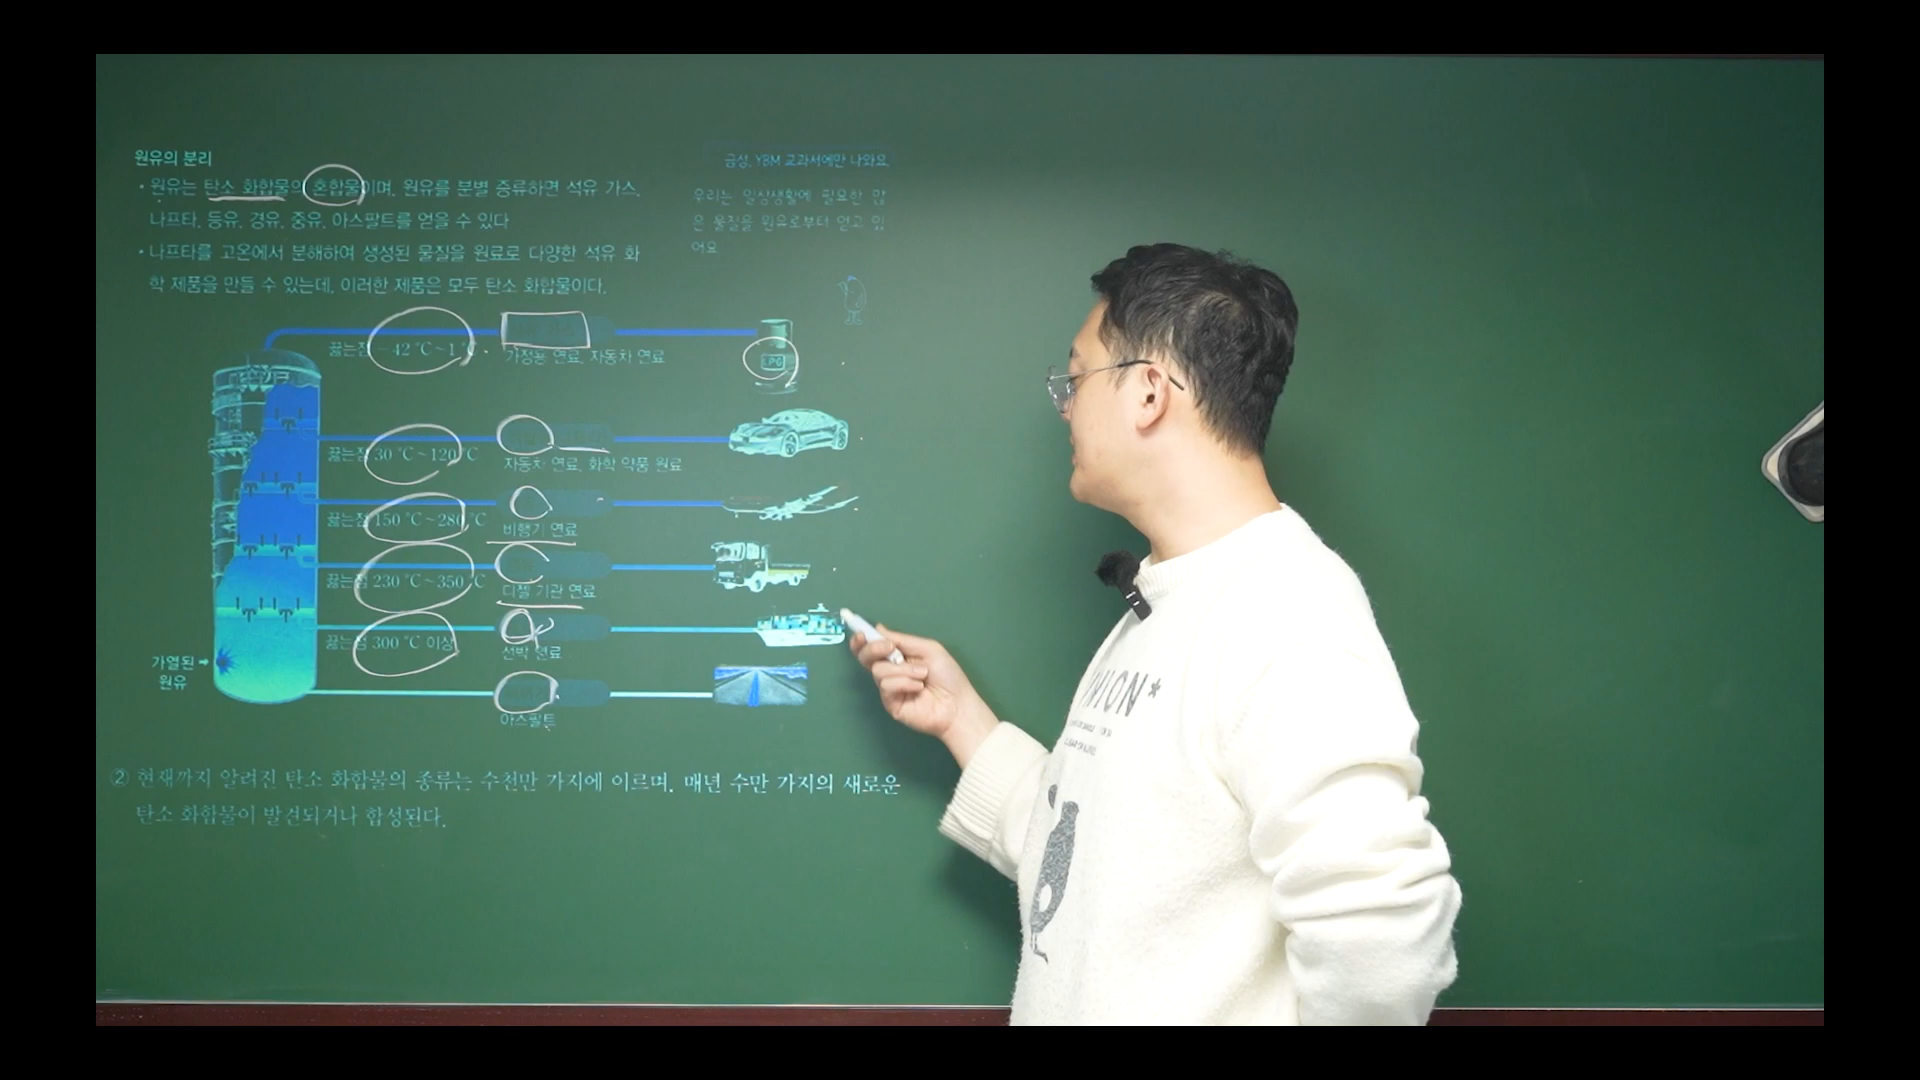 원유의 분리
• 원유는 탄소 화합물의 혼합물이며, 원유를 분별 증류하면 석유 가스,
나프타, 등유, 경유, 중유, 아스팔트를 얻을 수 있다
• 나프타를 고온에서 분해하여 생성된 물질을 원료로 다양한 석유 화
학 제품을 만들 수 있는데, 이러한 제품은 모두 탄소 화합물이다.
금성, YBM 교과서에만 나와요.
우리는 일상생활에 필요한 많
은 물질을 원유로부터 얻고 있
어요
끓는점 -42 ℃~1 ℃
가정용 연료, 자동차 연료
LPG
끓는점 30 ℃~120 ℃
자동차 연료, 화학 약품 원료
끓는점 150 ℃~280 ℃
비행기 연료
끓는점 230 ℃~350 ℃
디젤 기관 연료
끓는점 300 ℃ 이상
선박 연료
가열된
원유
아스팔트
② 현재까지 알려진 탄소 화합물의 종류는 수천만 가지에 이르며, 매년 수만 가지의 새로운
탄소 화합물이 발견되거나 합성된다.
NION*